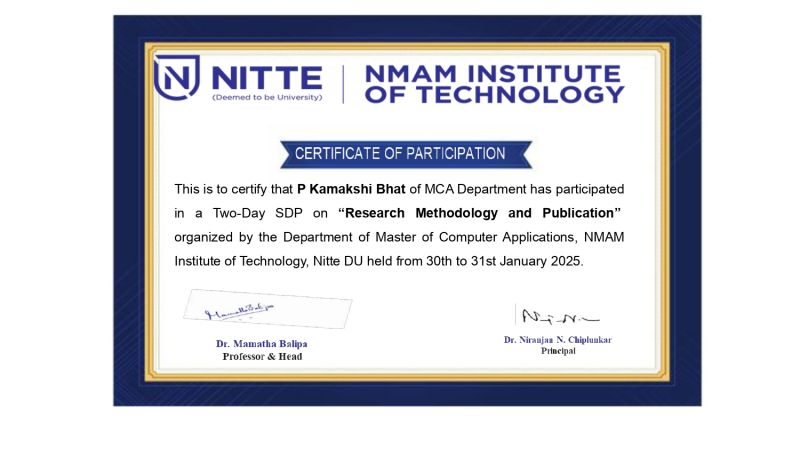 NITTE
(Deemed to be University)
NMAM INSTITUTE
OF TECHNOLOGY
CERTIFICATE OF PARTICIPATION
This is to certify that P Kamakshi Bhat of MCA Department has participated
in a Two-Day SDP on “Research Methodology and Publication”
organized by the Department of Master of Computer Applications, NMAM
Institute of Technology, Nitte DU held from 30th to 31st January 2025.
Mamatha Balipa
Dr. Mamatha Balipa
Professor & Head
Dr. Niranjan N. Chiplunkar
Principal